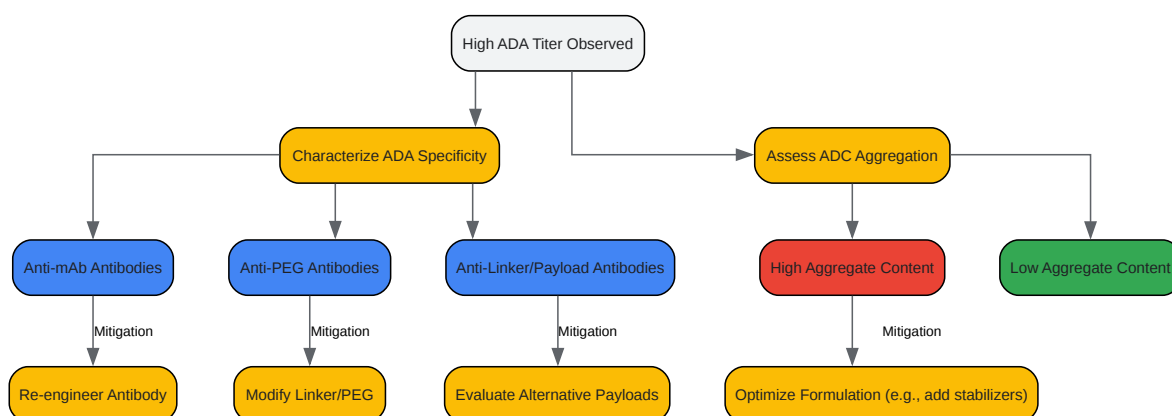 High ADA Titer Observed
Characterize ADA Specificity
Assess ADC Aggregation
Anti-mAb Antibodies
Anti-PEG Antibodies
Anti-Linker/Payload Antibodies
High Aggregate Content
Low Aggregate Content
Mitigation
Mitigation
Mitigation
Mitigation
Re-engineer Antibody
Modify Linker/PEG
Evaluate Alternative Payloads
Optimize Formulation (e.g., add stabilizers)